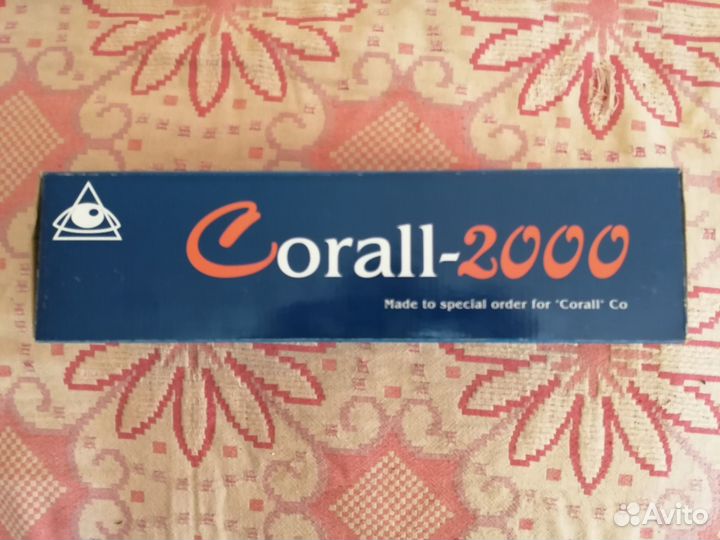 Corall-2000
Made to special order for "Corall" Co
Avito